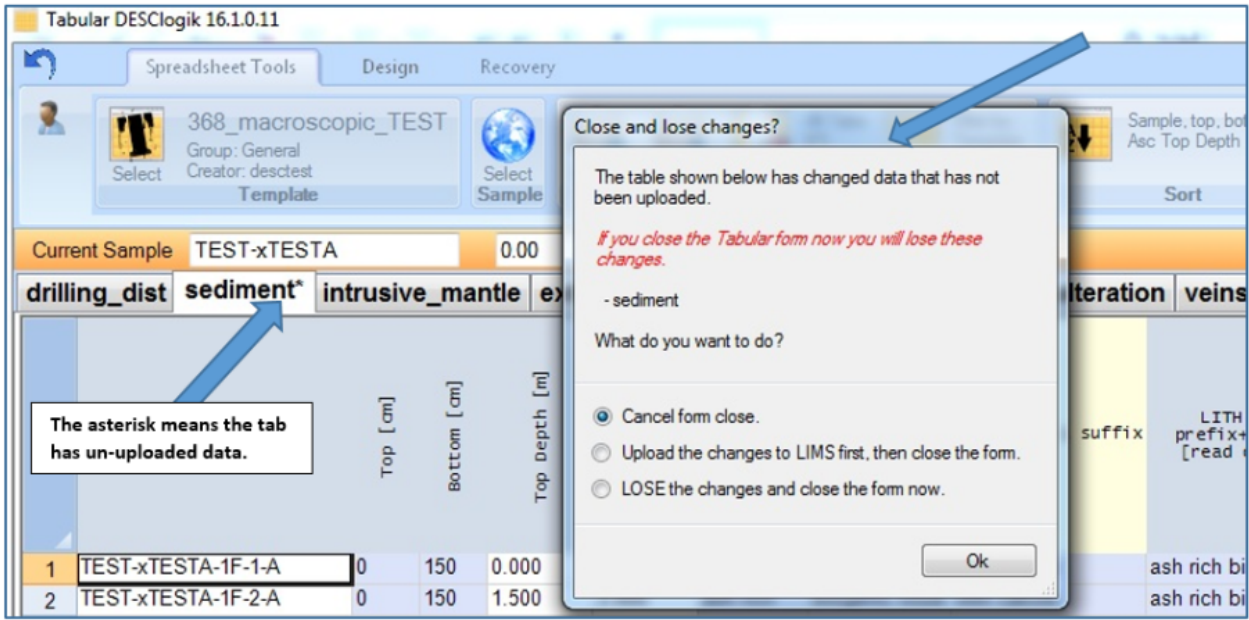 Tabular DESClogik 16.1.0.11
Spreadsheet Tools Design Recovery
368_macroscopic_TEST
Group: General
Creator: desctest
Select
Template
Select
Sample
Sample, top, bot
Asc Top Depth
Sort
Close and lose changes?
The table shown below has changed data that has not
been uploaded.
If you close the Tabular form now you will lose these
changes.
- sediment
What do you want to do?
Cancel form close.
Upload the changes to LIMS first, then close the form.
LOSE the changes and close the form now.
Ok
Current Sample TEST-xTESTA 0.00
drilling_dist sediment* intrusive_mantle ex lteration veins
The asterisk means the tab
has un-uploaded data.
Top [cm]
Bottom [cm]
Top Depth [m]
suffix
LITH
prefix+
[read o
1 TEST-xTESTA-1F-1-A 0 150 0.000 ash rich bi
2 TEST-xTESTA-1F-2-A 0 150 1.500 ash rich bi